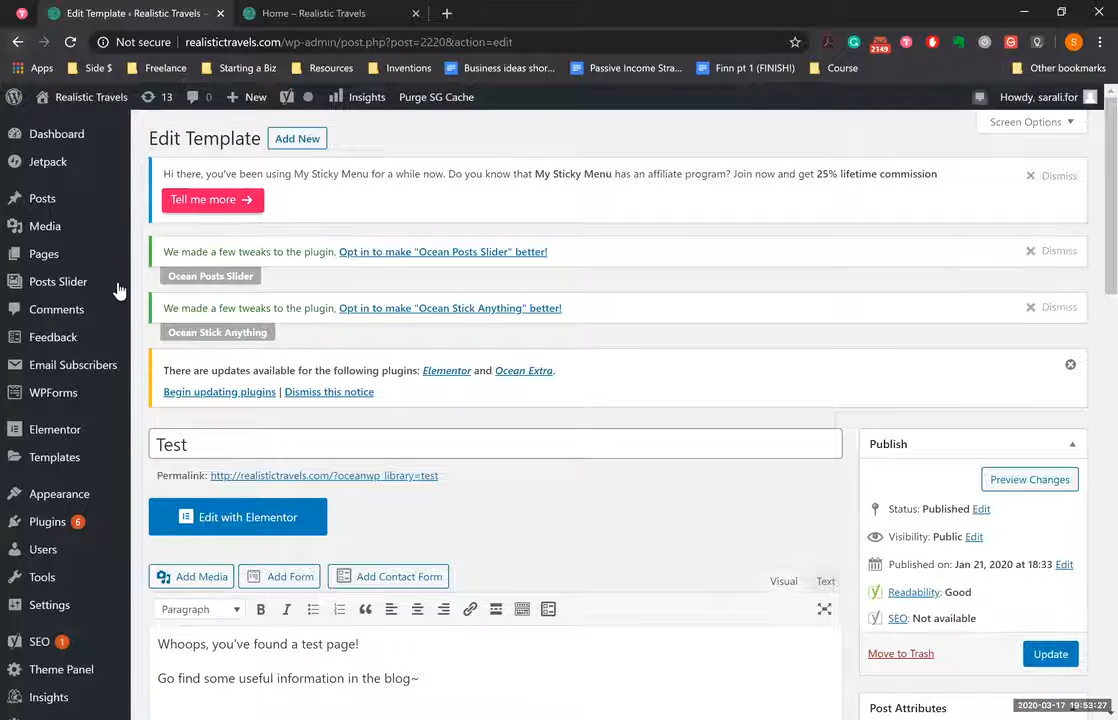 Edit Template ‹ Realistic Travels –
Home – Realistic Travels
Not secure
realistictravels.com/wp-admin/post.php?post=2220&action=edit
2149
S
Apps
Side $
Freelance
Starting a Biz
Resources
Inventions
Business ideas shor...
Passive Income Stra...
Finn pt 1 (FINISH!)
Course
Other bookmarks
Realistic Travels
13
0
New
Insights
Purge SG Cache
Howdy, sarali.for
Dashboard
Jetpack
Posts
Media
Pages
Posts Slider
Comments
Feedback
Email Subscribers
WPForms
Elementor
Templates
Appearance
Plugins 6
Users
Tools
Settings
SEO 1
Theme Panel
Insights
Screen Options
Edit Template
Add New
Hi there, you've been using My Sticky Menu for a while now. Do you know that My Sticky Menu has an affiliate program? Join now and get 25% lifetime commission
Dismiss
Tell me more →
We made a few tweaks to the plugin, Opt in to make "Ocean Posts Slider" better!
Dismiss
Ocean Posts Slider
We made a few tweaks to the plugin, Opt in to make "Ocean Stick Anything" better!
Dismiss
Ocean Stick Anything
There are updates available for the following plugins: Elementor and Ocean Extra.
Begin updating plugins | Dismiss this notice
Test
Permalink: http://realistictravels.com/?oceanwp_library=test
Edit with Elementor
Add Media
Add Form
Add Contact Form
Visual
Text
Paragraph
B
I
Whoops, you've found a test page!
Go find some useful information in the blog~
Publish
Preview Changes
Status: Published Edit
Visibility: Public Edit
Published on: Jan 21, 2020 at 18:33 Edit
Readability: Good
SEO: Not available
Move to Trash
Update
Post Attributes
2020-03-17 19:53:27